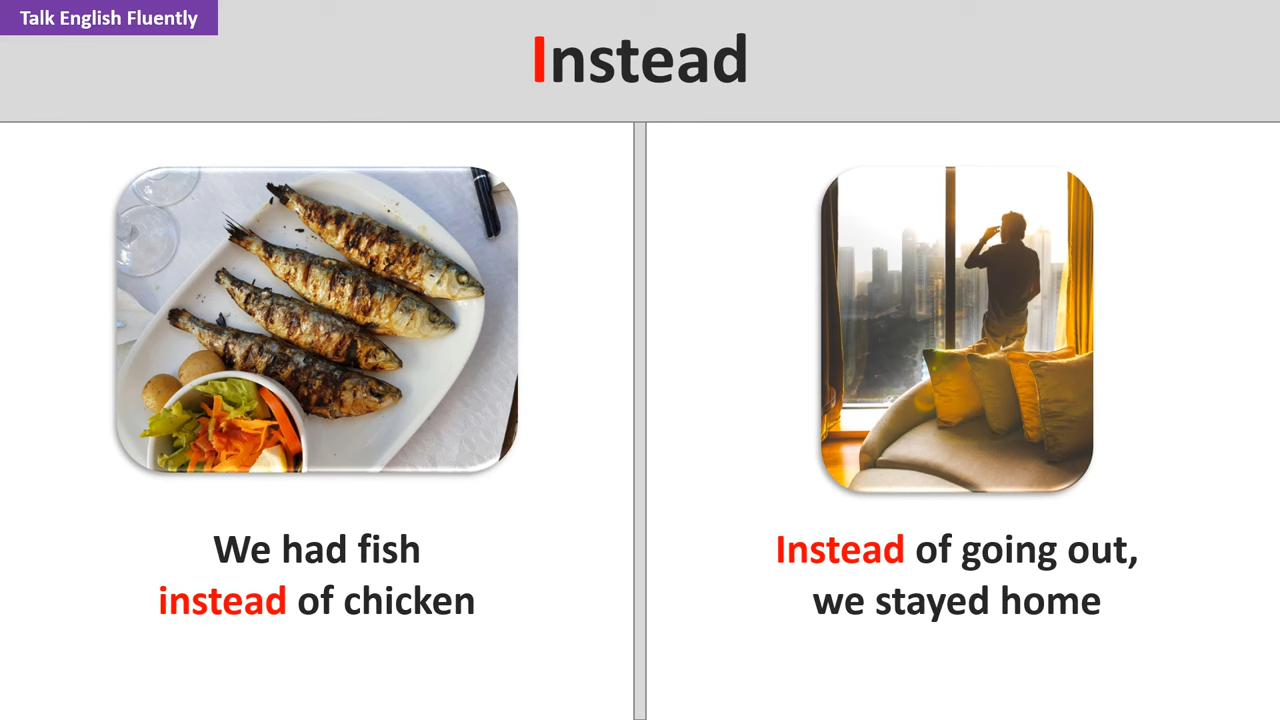 Talk English Fluently
Instead
We had fish
instead of chicken
Instead of going out,
we stayed home